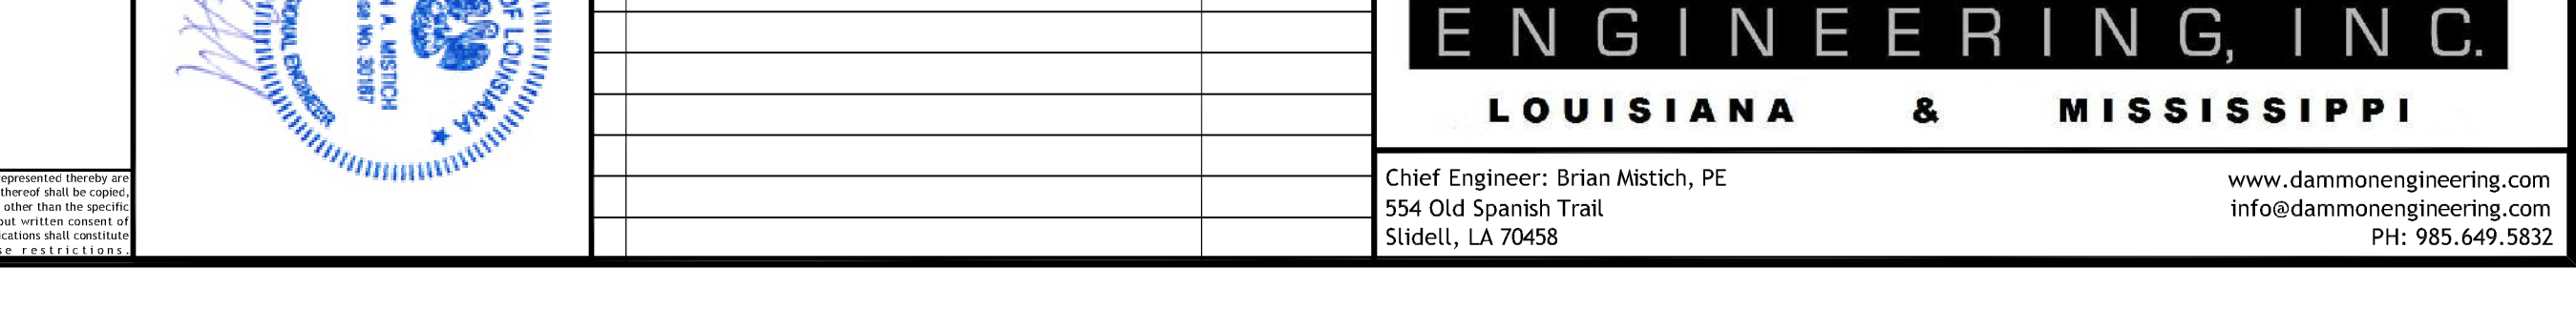 epresented thereby are
thereof shall be copied,
other than the specific
out written consent of
ications shall constitute
se restrictions.
OF LOUISIANA
A. MISTICH
No. 30187
ONAL ENGINEER
ENGINEERING, INC.
LOUISIANA & MISSISSIPPI
Chief Engineer: Brian Mistich, PE
554 Old Spanish Trail
Slidell, LA 70458
www.dammonengineering.com
info@dammonengineering.com
PH: 985.649.5832